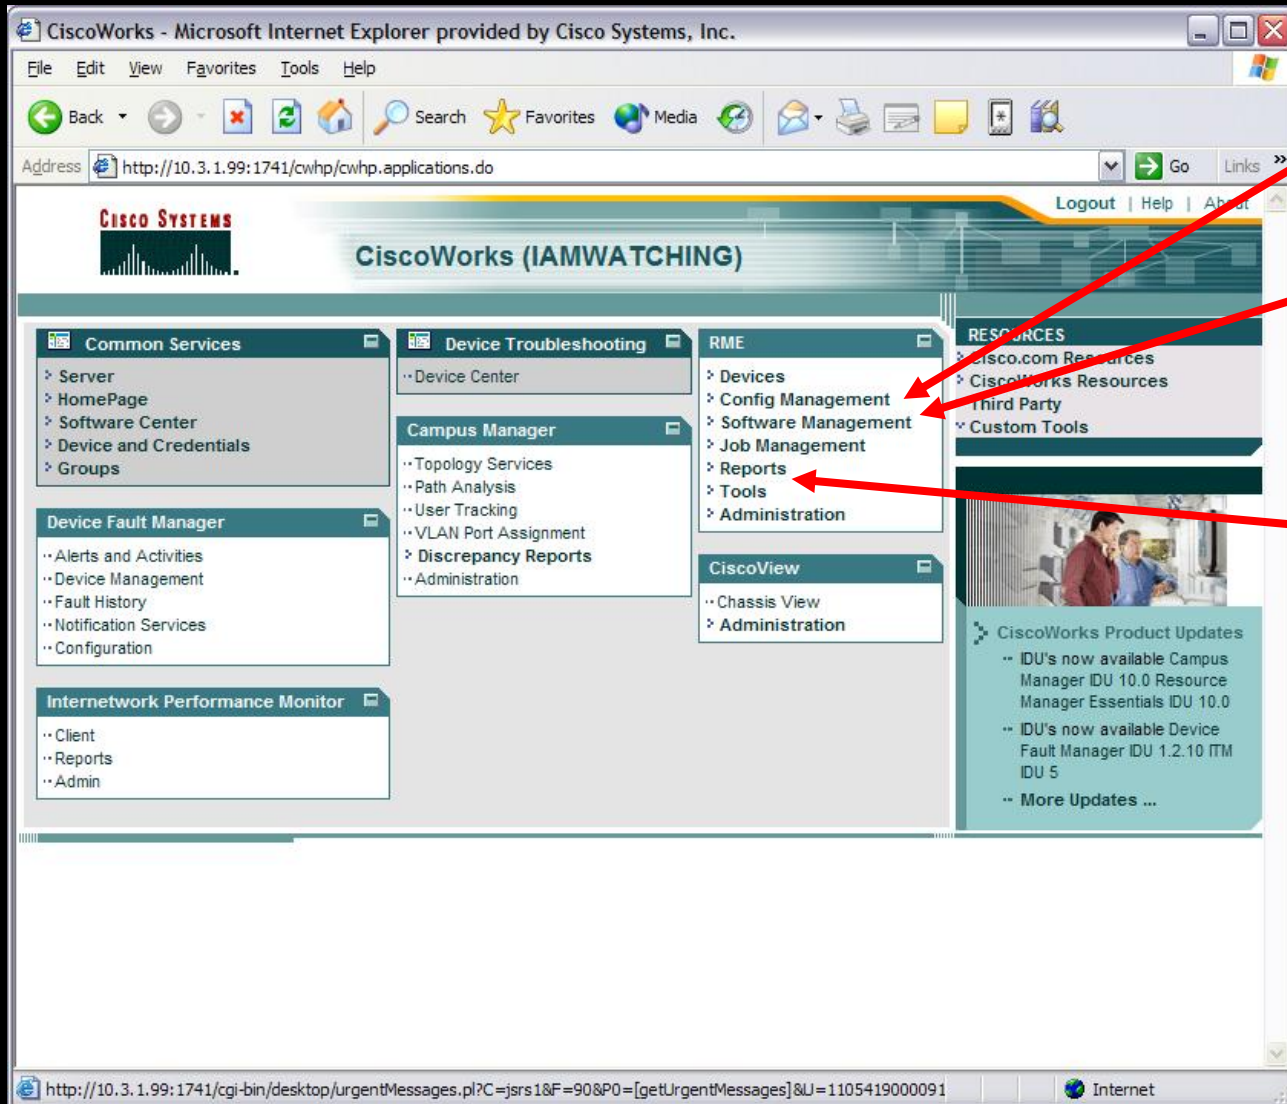 CiscoWorks - Microsoft Internet Explorer provided by Cisco Systems, Inc.
File Edit View Favorites Tools Help
Back Search Favorites Media
Address http://10.3.1.99:1741/cwhp/cwhp.applications.do Go Links »
CISCO SYSTEMS
Logout | Help | About
CiscoWorks (IAMWATCHING)
Common Services
Server
HomePage
Software Center
Device and Credentials
Groups
Device Fault Manager
Alerts and Activities
Device Management
Fault History
Notification Services
Configuration
Internetwork Performance Monitor
Client
Reports
Admin
Device Troubleshooting
Device Center
Campus Manager
Topology Services
Path Analysis
User Tracking
VLAN Port Assignment
Discrepancy Reports
Administration
RME
Devices
Config Management
Software Management
Job Management
Reports
Tools
Administration
CiscoView
Chassis View
Administration
RESOURCES
Cisco.com Resources
CiscoWorks Resources
Third Party
Custom Tools
CiscoWorks Product Updates
IDU's now available Campus
Manager IDU 10.0 Resource
Manager Essentials IDU 10.0
IDU's now available Device
Fault Manager IDU 1.2.10 ITM
IDU 5
More Updates ...
http://10.3.1.99:1741/cgi-bin/desktop/urgentMessages.pl?C=jsrs1&F=90&P0=[getUrgentMessages]&U=1105419000091 Internet